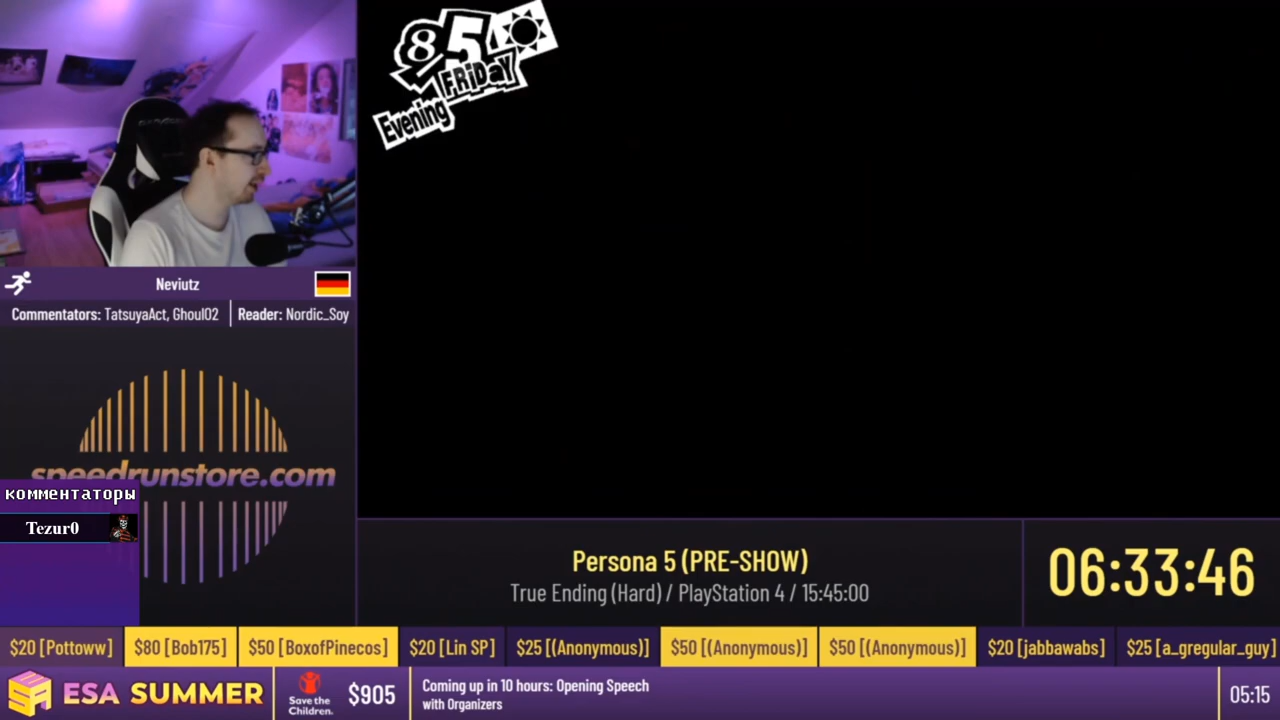 8/5
FRiDaY
Evening
Neviutz
Commentators: TatsuyaAct, Ghoul02
Reader: Nordic_Soy
speedrunstore.com
комментаторы
Tezur0
Persona 5 (PRE-SHOW)
True Ending (Hard) / PlayStation 4 / 15:45:00
06:33:46
$20 [Pottoww]
$80 [Bob175]
$50 [BoxofPinecos]
$20 [Lin SP]
$25 [(Anonymous)]
$50 [(Anonymous)]
$50 [(Anonymous)]
$20 [jabbawabs]
$25 [a_gregular_guy]
ESA SUMMER
Save the
Children.
$905
Coming up in 10 hours: Opening Speech
with Organizers
05:15